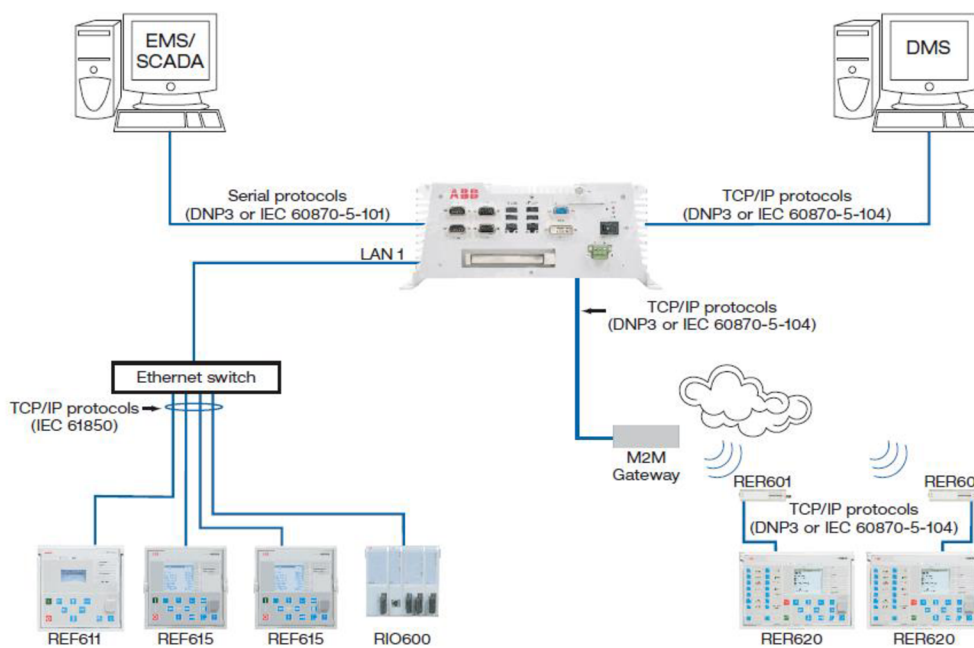 EMS/
SCADA
DMS
ABB
Serial protocols
(DNP3 or IEC 60870-5-101)
TCP/IP protocols
(DNP3 or IEC 60870-5-104)
LAN 1
TCP/IP protocols
(DNP3 or IEC 60870-5-104)
Ethernet switch
TCP/IP protocols
(IEC 61850)
M2M
Gateway
RER601
RER60
TCP/IP protocols
(DNP3 or IEC 60870-5-104)
REF611
REF615
REF615
RIO600
RER620
RER620